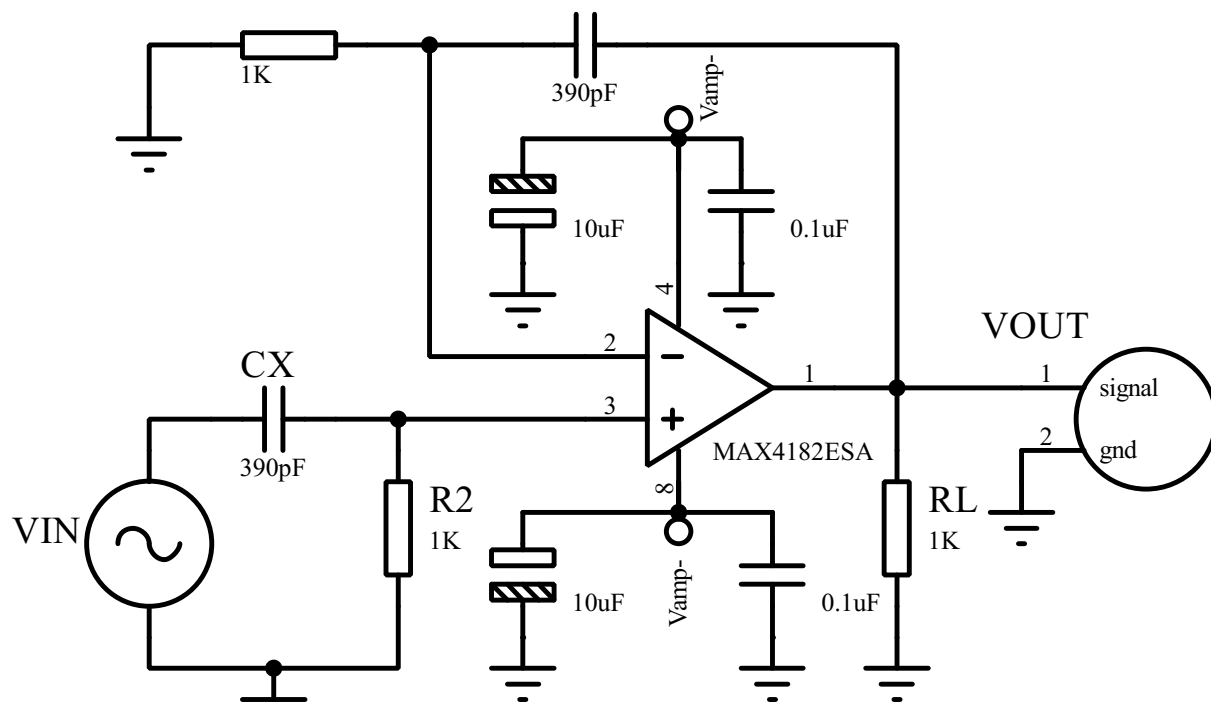 1K
390pF
Vamp-
10uF
0.1uF
4
VOUT
2
1
1
signal
CX
3
MAX4182ESA
2
gnd
390pF
8
R2
RL
VIN
1K
1K
Vamp-
10uF
0.1uF